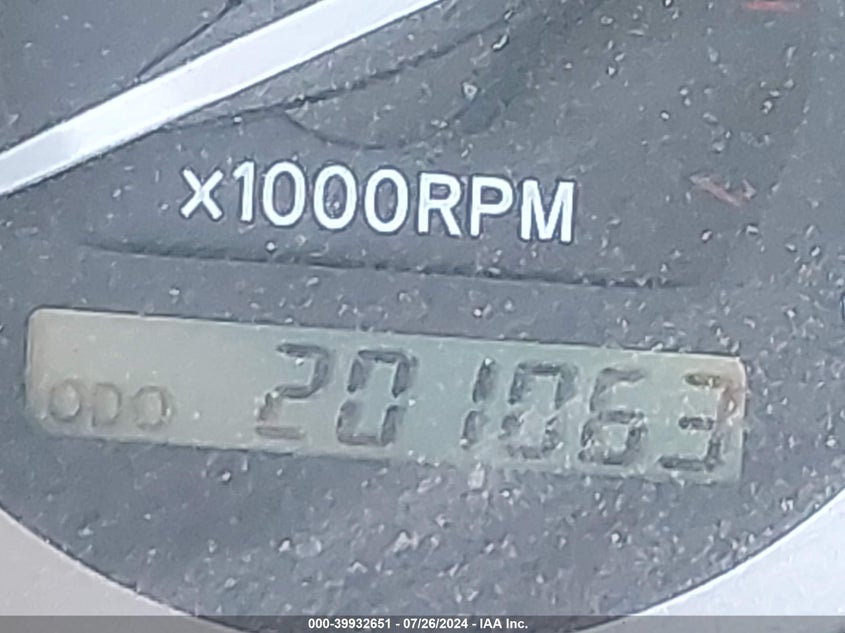 x1000RPM
ODO 201063
000-39932651 - 07/26/2024 - IAA Inc.